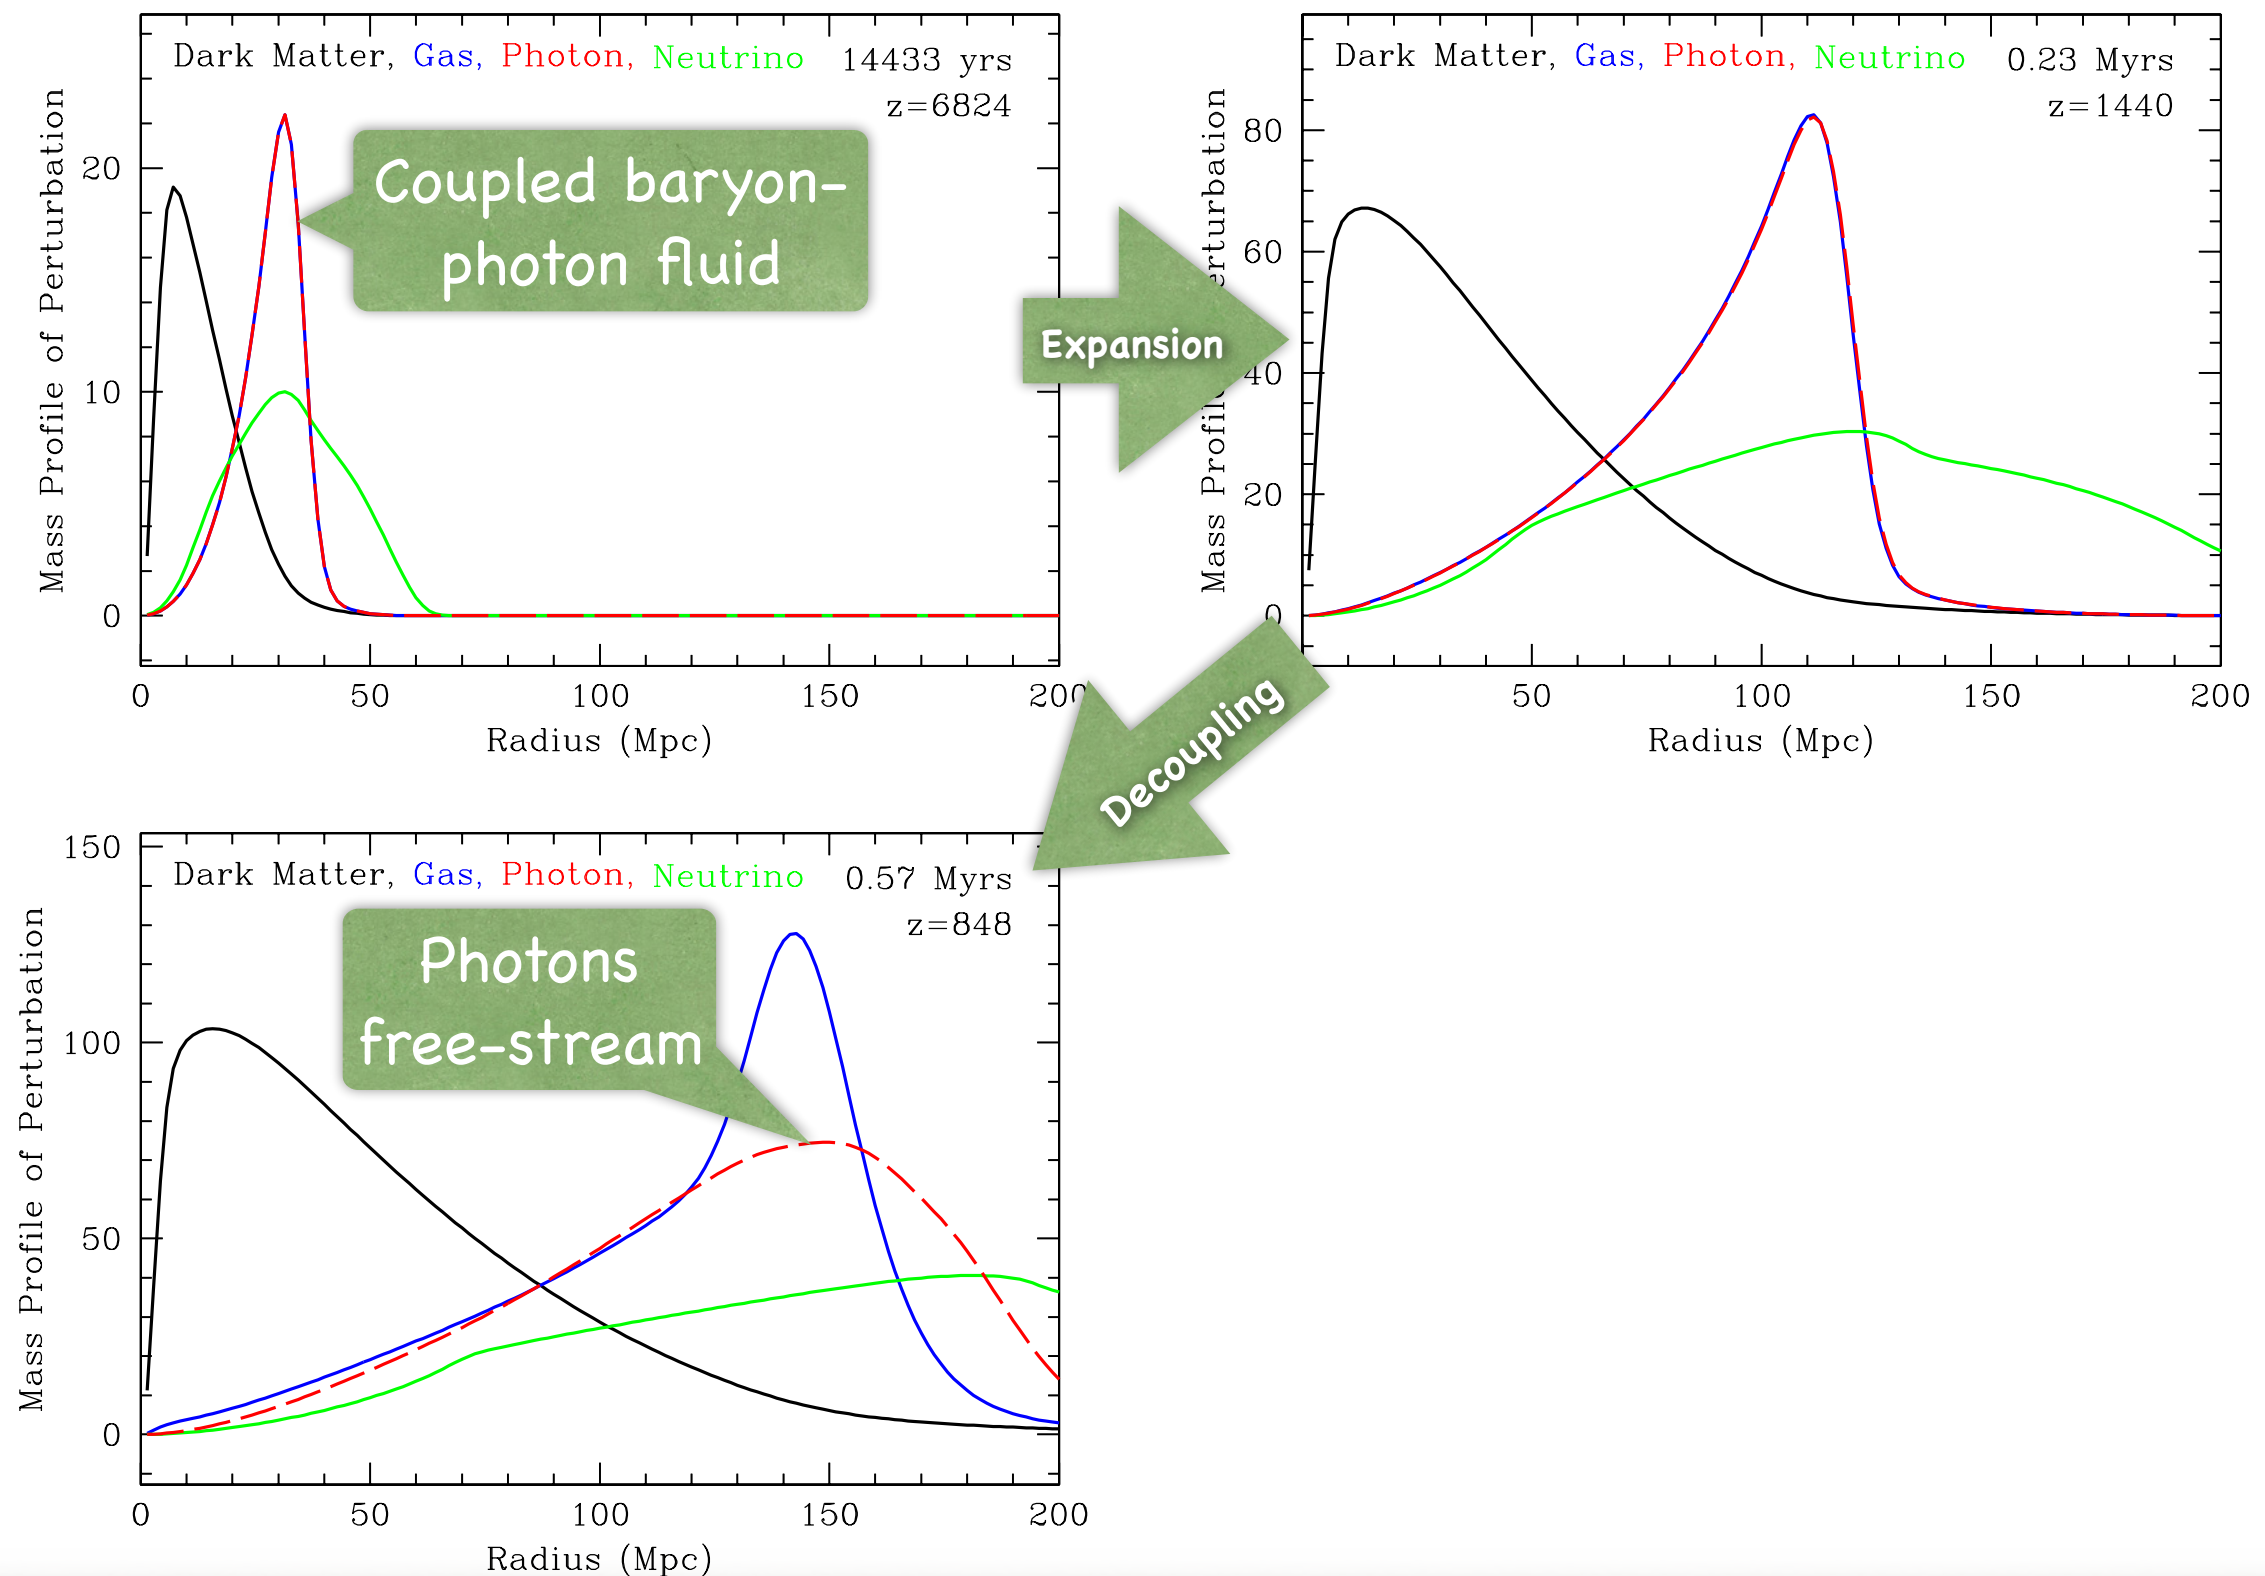 Dark Matter, Gas, Photon, Neutrino 14433 yrs
z=6824
Coupled baryon-
photon fluid
Mass Profile of Perturbation
20
10
0
0 50 100 150 200
Radius (Mpc)
Expansion
Dark Matter, Gas, Photon, Neutrino 0.23 Myrs
z=1440
Mass Profile erturbation
80
60
40
20
0
50 100 150 200
Radius (Mpc)
Decoupling
Dark Matter, Gas, Photon, Neutrino 0.57 Myrs
z=848
Photons
free-stream
Mass Profile of Perturbation
150
100
50
0
0 50 100 150 200
Radius (Mpc)